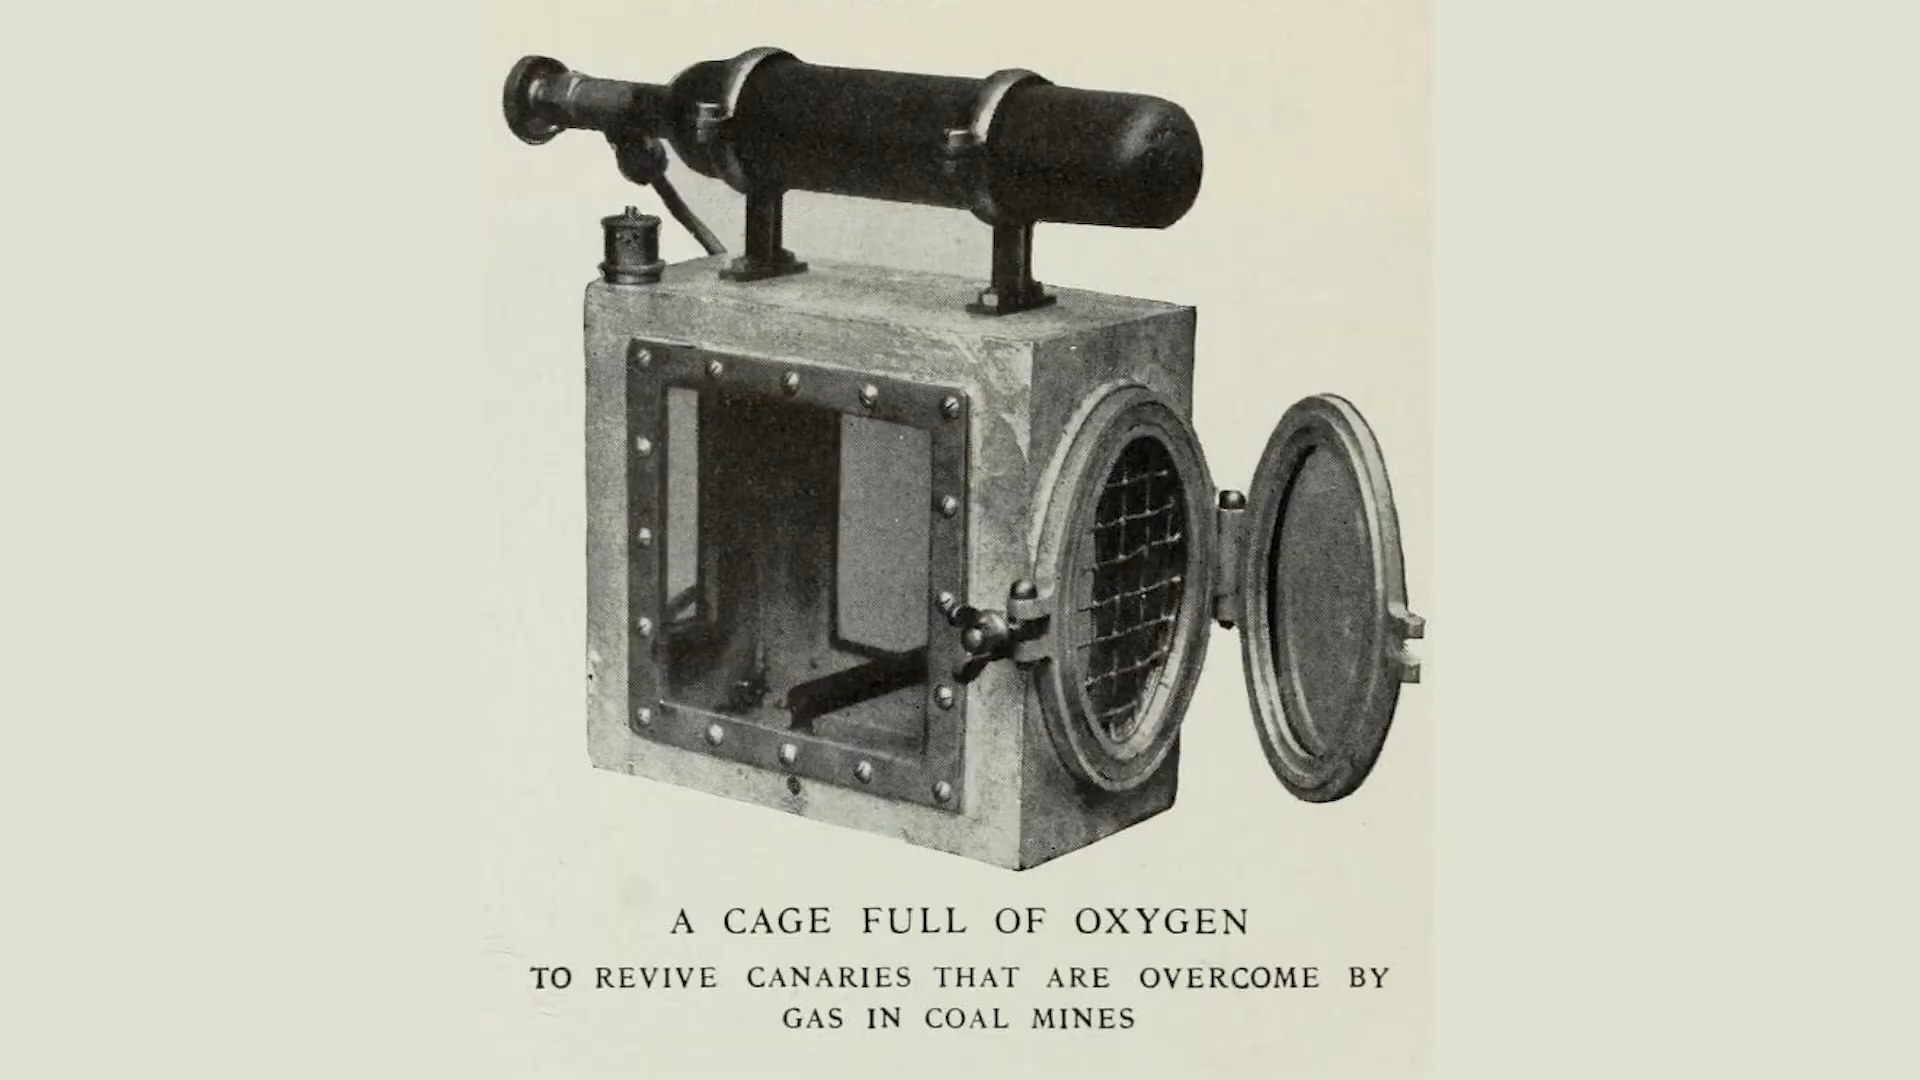 A CAGE FULL OF OXYGEN
TO REVIVE CANARIES THAT ARE OVERCOME BY
GAS IN COAL MINES